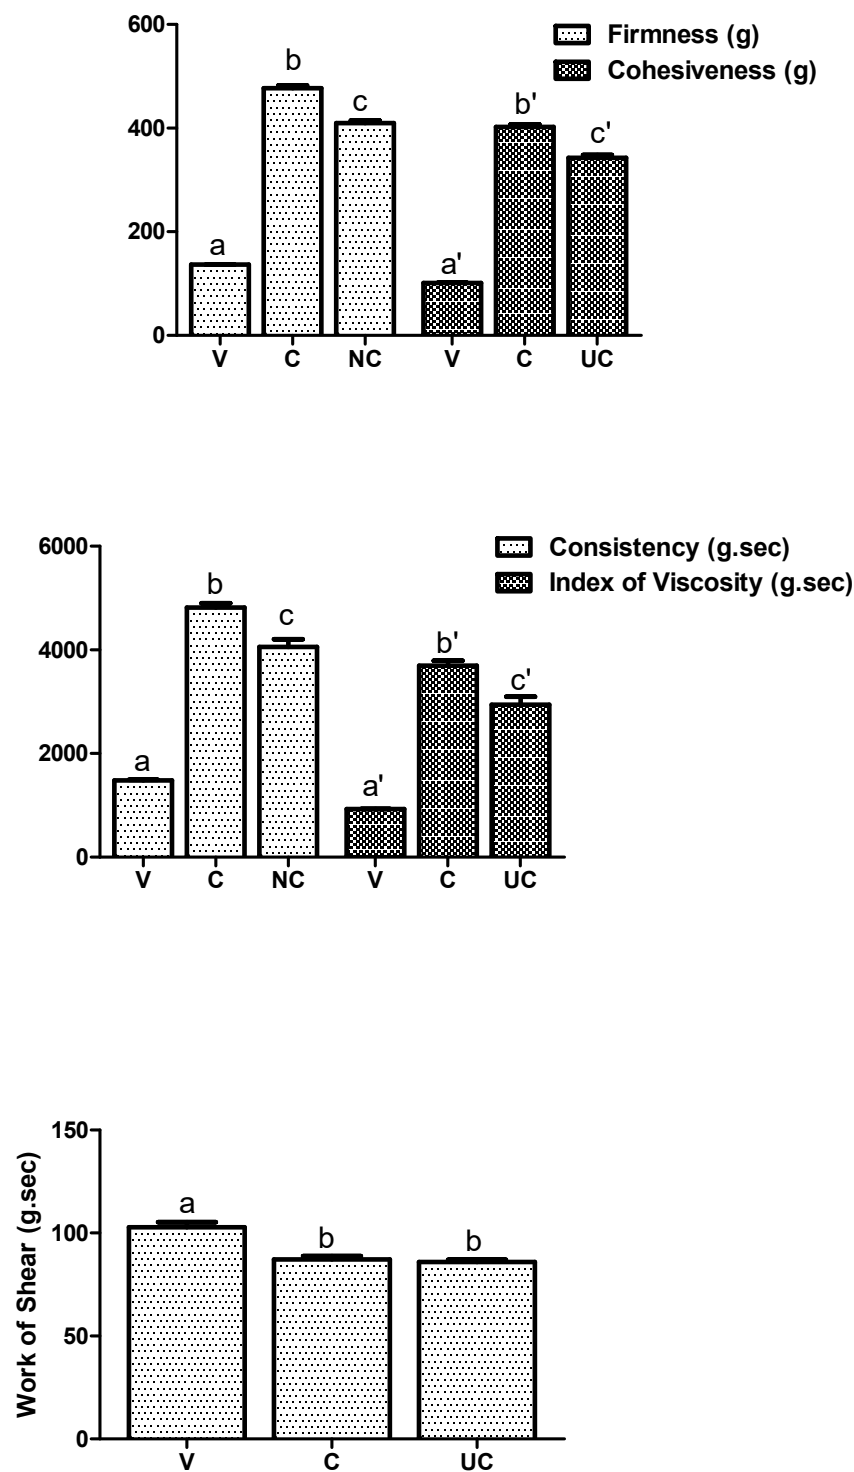 600
400
200
0
Firmness (g)
Cohesiveness (g)
a
b
c
a'
b'
c'
V C NC V C UC
6000
4000
2000
0
Consistency (g.sec)
Index of Viscosity (g.sec)
a
b
c
a'
b'
c'
V C NC V C UC
Work of Shear (g.sec)
150
100
50
0
a
b
b
V C UC